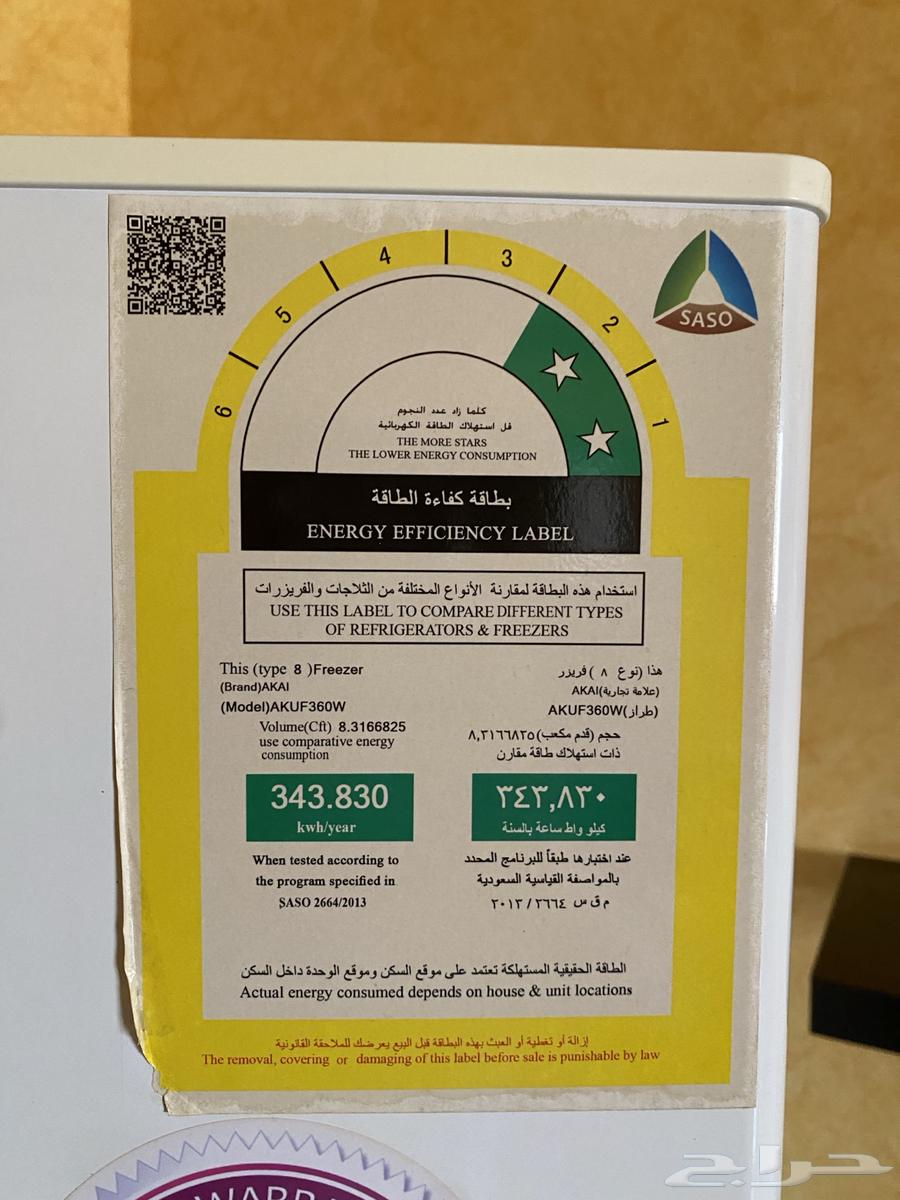 4
3
5
2
6
1
SASO
كلما زاد عدد النجوم
قل استهلاك الطاقة الكهربائية
THE MORE STARS
THE LOWER ENERGY CONSUMPTION
بطاقة كفاءة الطاقة
ENERGY EFFICIENCY LABEL
استخدام هذه البطاقة لمقارنة الأنواع المختلفة من الثلاجات والفريزرات
USE THIS LABEL TO COMPARE DIFFERENT TYPES
OF REFRIGERATORS & FREEZERS
This (type 8 )Freezer
(Brand)AKAI
(Model)AKUF360W
Volume(Cft) 8.3166825
use comparative energy
consumption
343.830
kwh/year
When tested according to
the program specified in
SASO 2664/2013
هذا (نوع ٨ ) فريزر
(علامة تجارية)AKAI
(طراز)AKUF360W
حجم (قدم مكعب)٨,٣١٦٦٨٢٥
ذات استهلاك طاقة مقارن
٣٤٣,٨٣٠
كيلو واط ساعة بالسنة
عند اختبارها طبقاً للبرنامج المحدد
بالمواصفة القياسية السعودية
م ق س ٢٦٦٤ / ٢٠١٣
الطاقة الحقيقية المستهلكة تعتمد على موقع السكن وموقع الوحدة داخل السكن
Actual energy consumed depends on house & unit locations
إزالة أو تغطية أو العبث بهذه البطاقة قبل البيع يعرضك للملاحقة القانونية
The removal, covering or damaging of this label before sale is punishable by law
حراج